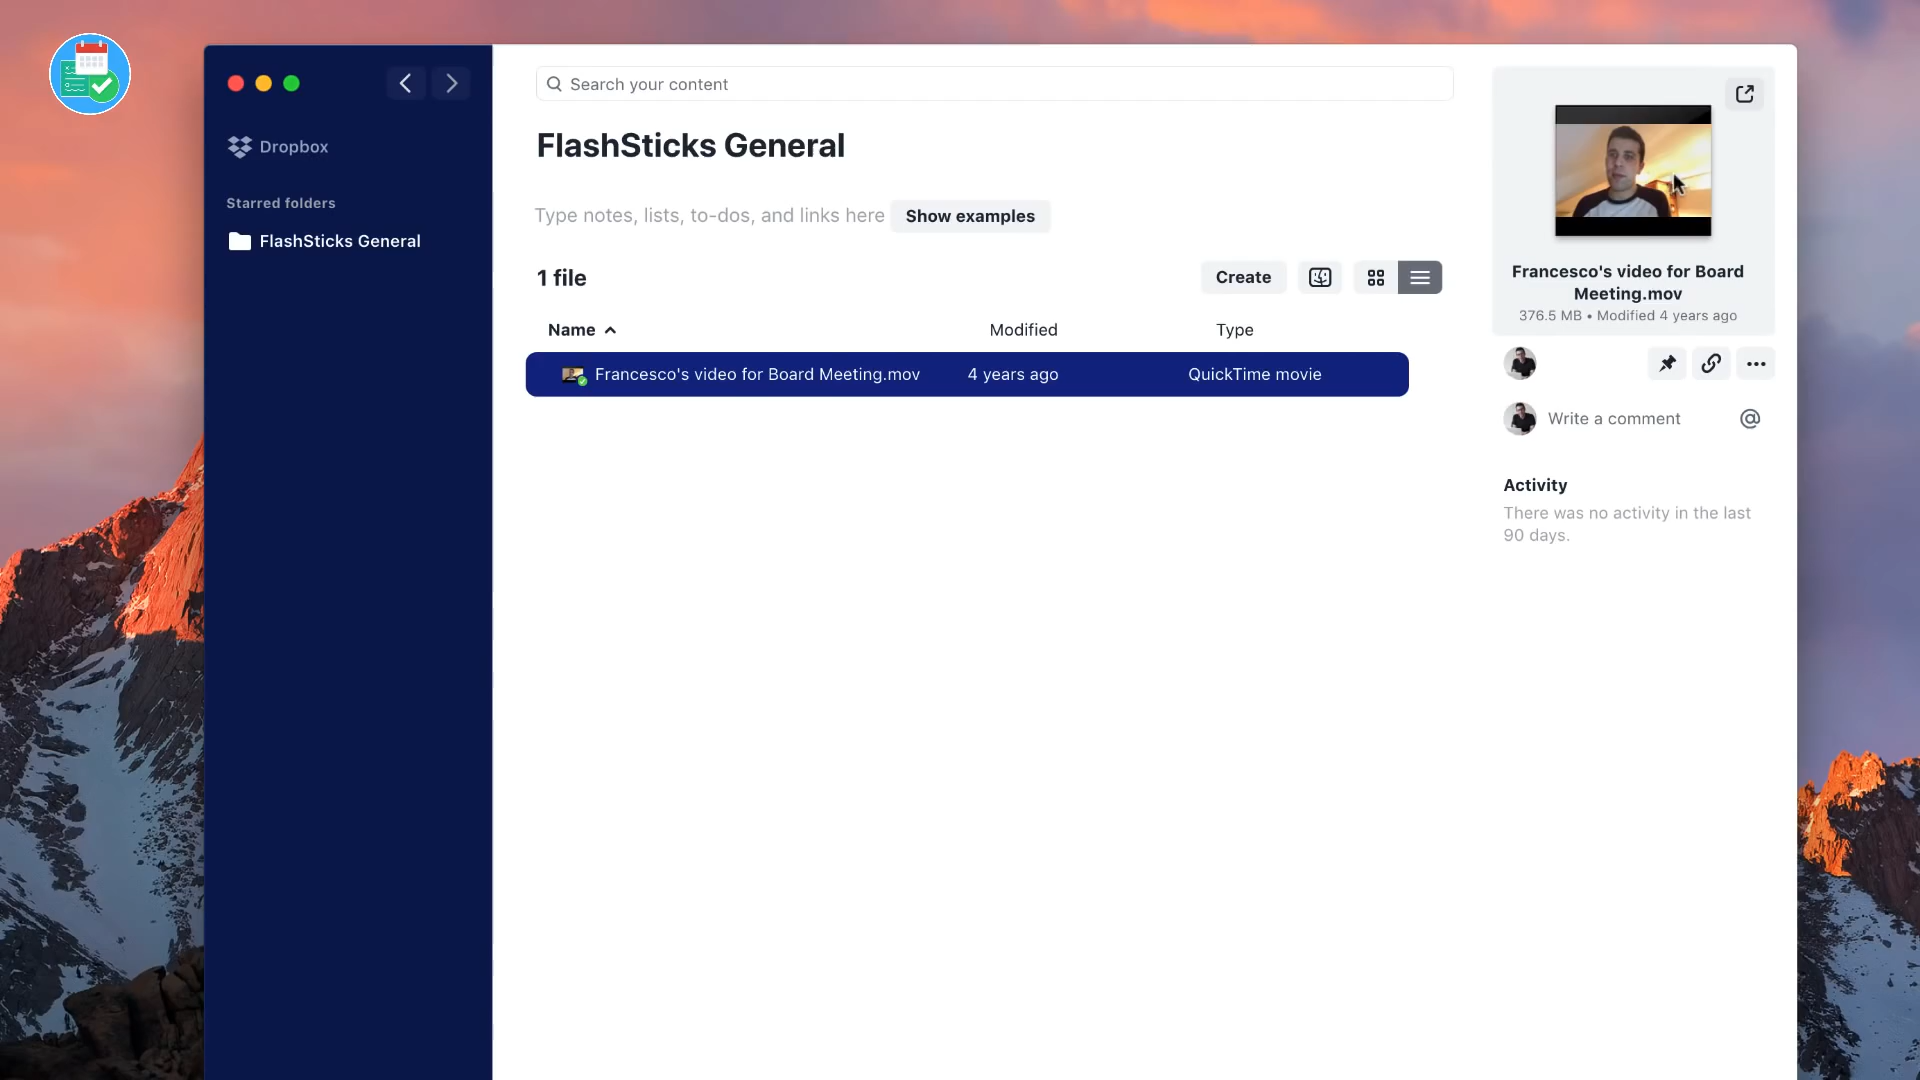 Dropbox
Starred folders
FlashSticks General
Search your content
FlashSticks General
Type notes, lists, to-dos, and links here
Show examples
1 file
Create
Name
Modified
Type
Francesco's video for Board Meeting.mov
4 years ago
QuickTime movie
Francesco's video for Board
Meeting.mov
376.5 MB • Modified 4 years ago
Write a comment
@
Activity
There was no activity in the last
90 days.